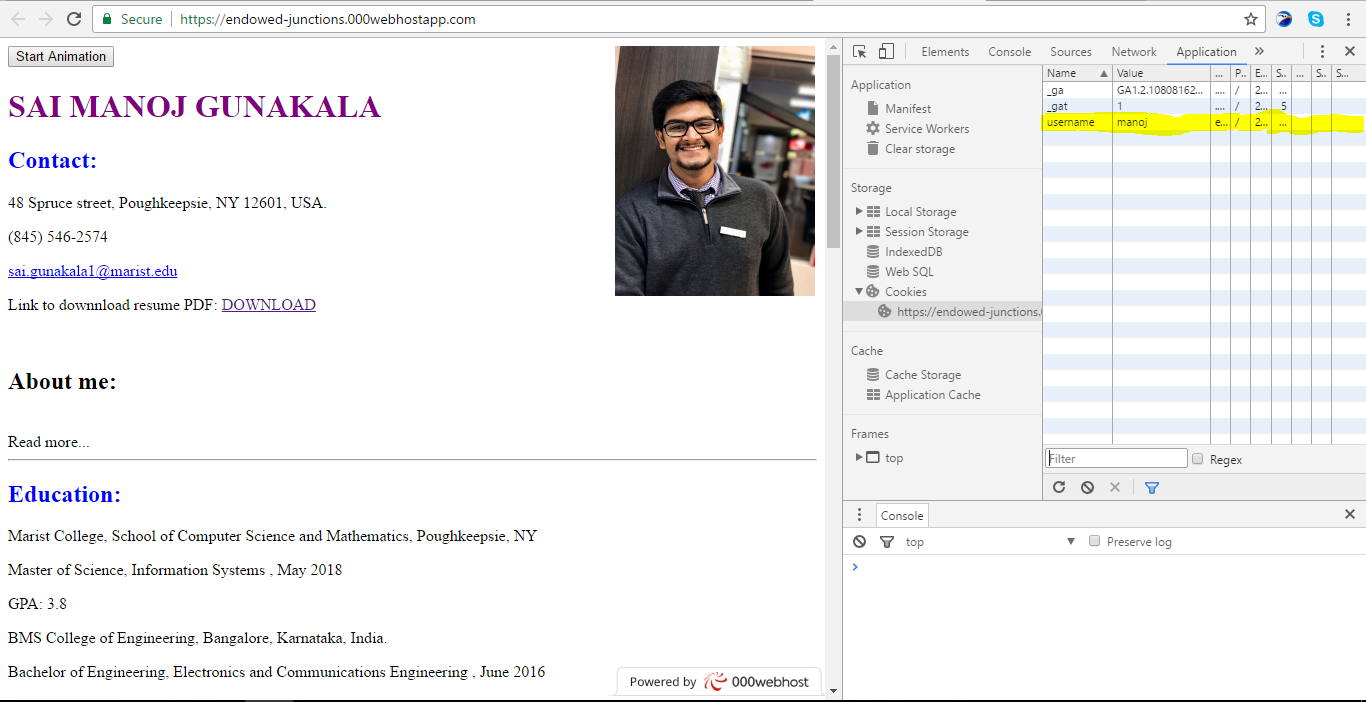 Secure https://endowed-junctions.000webhostapp.com
Start Animation
SAI MANOJ GUNAKALA
Contact:
48 Spruce street, Poughkeepsie, NY 12601, USA.
(845) 546-2574
sai.gunakala1@marist.edu
Link to downnload resume PDF: DOWNLOAD
About me:
Read more...
Education:
Marist College, School of Computer Science and Mathematics, Poughkeepsie, NY
Master of Science, Information Systems , May 2018
GPA: 3.8
BMS College of Engineering, Bangalore, Karnataka, India.
Bachelor of Engineering, Electronics and Communications Engineering , June 2016
Powered by 000webhost
Elements Console Sources Network Application »
Application
Manifest
Service Workers
Clear storage
Storage
Local Storage
Session Storage
IndexedDB
Web SQL
Cookies
https://endowed-junctions.
Cache
Cache Storage
Application Cache
Frames
top
Name Value ... P.. E... S.. ... S.. S...
_ga GA1.2.10808162... .... / 2... ...
_gat 1 .... / 2... 5
username manoj e... / 2... ...
Filter Regex
Console
top Preserve log